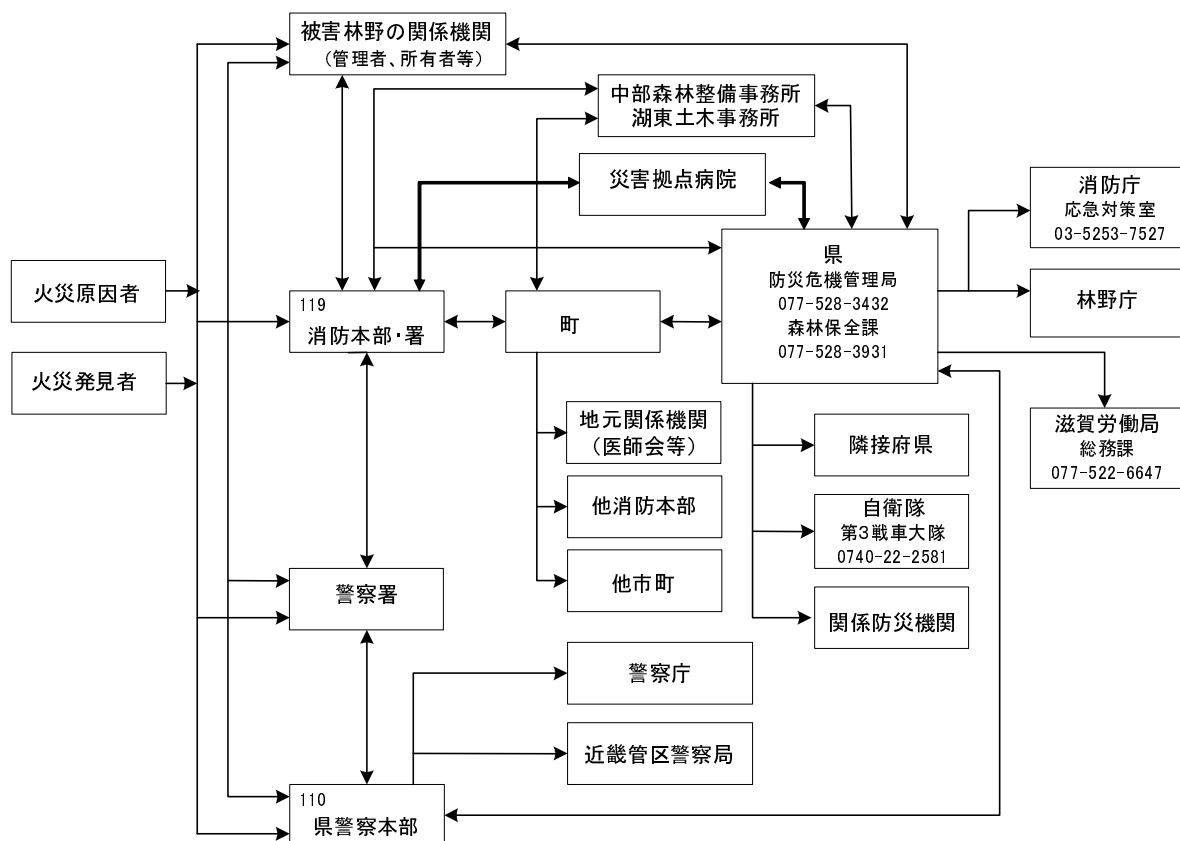 被害林野の関係機関
（管理者、所有者等）
中部森林整備事務所
湖東土木事務所
災害拠点病院
消防庁
応急対策室
03-5253-7527
県
防災危機管理局
077-528-3432
森林保全課
077-528-3931
林野庁
火災原因者
119
消防本部・署
町
火災発見者
地元関係機関
（医師会等）
隣接府県
滋賀労働局
総務課
077-522-6647
他消防本部
自衛隊
第3戦車大隊
0740-22-2581
他市町
警察署
関係防災機関
警察庁
近畿管区警察局
110
県警察本部